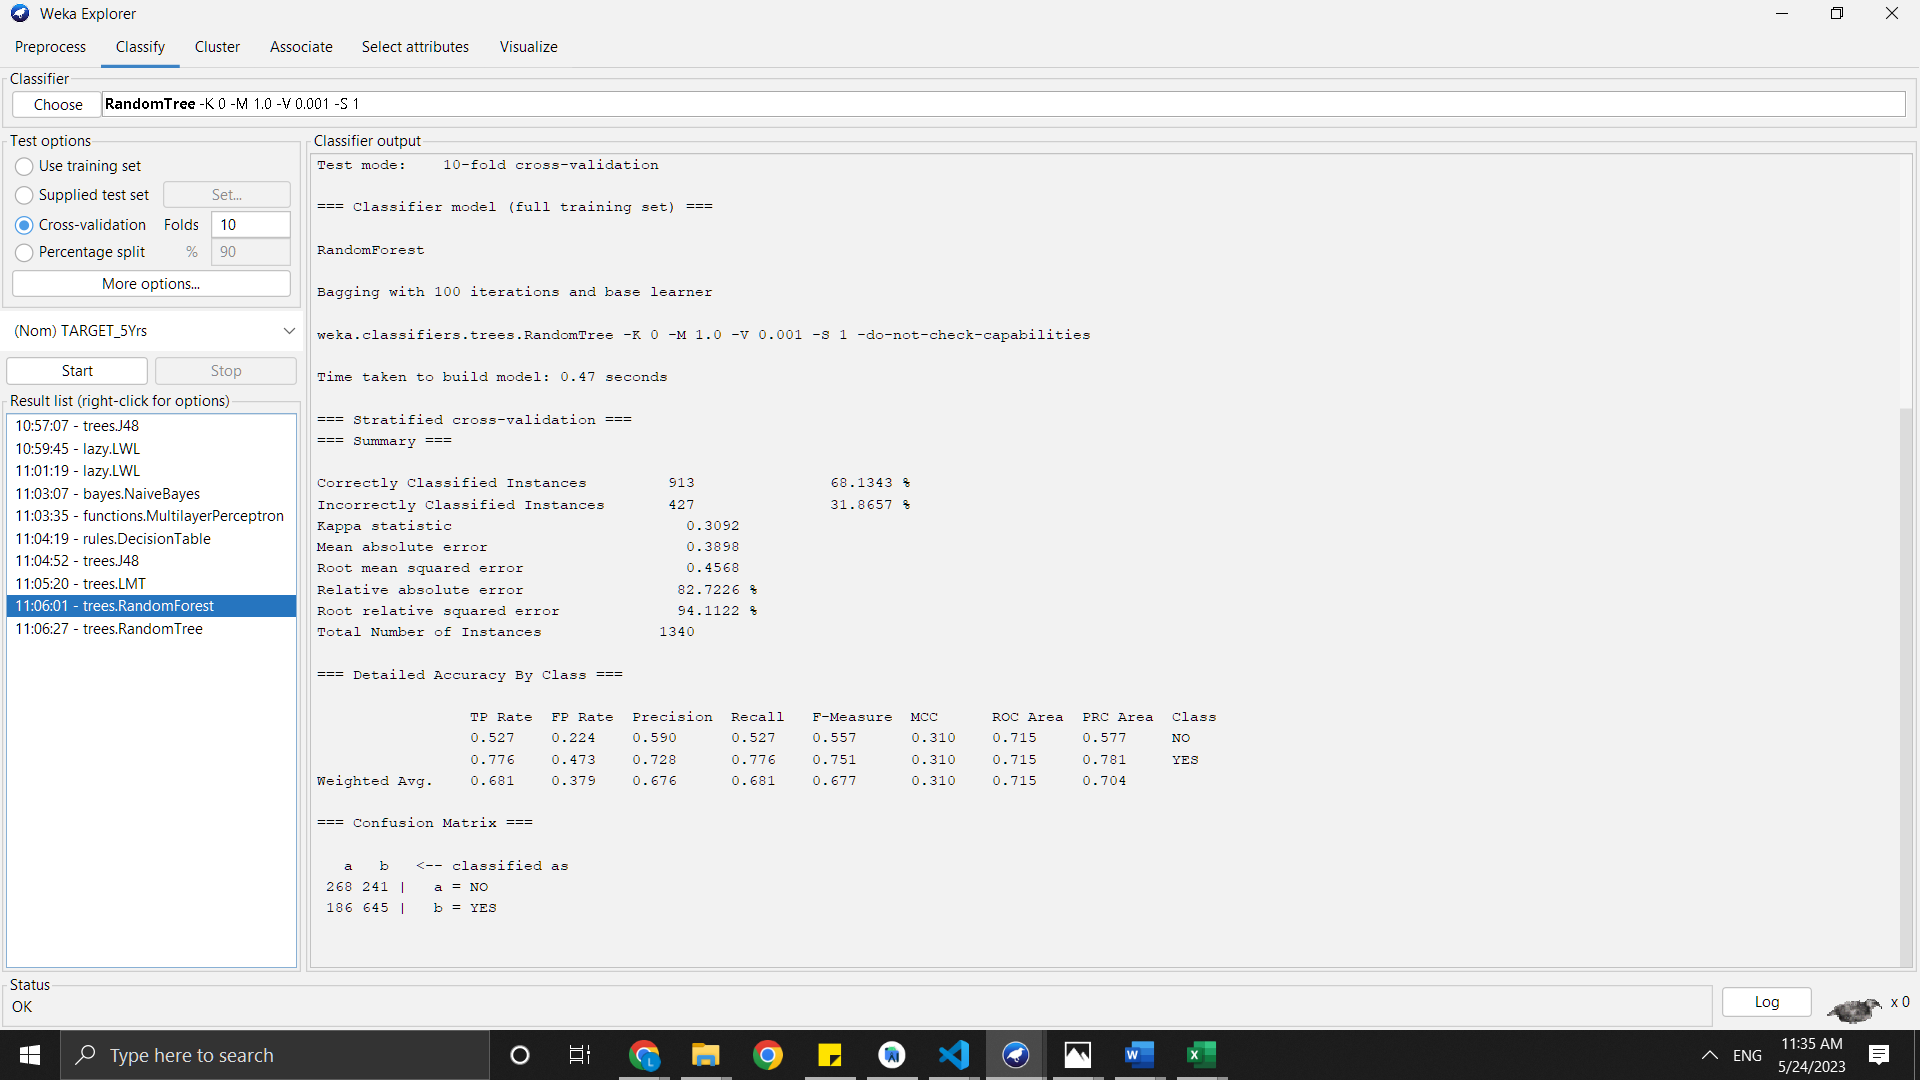 Weka Explorer
Preprocess Classify Cluster Associate Select attributes Visualize
Classifier
Choose RandomTree -K 0 -M 1.0 -V 0.001 -S 1
Test options
Use training set
Supplied test set Set...
Cross-validation Folds 10
Percentage split % 90
More options...
(Nom) TARGET_5Yrs
Start Stop
Result list (right-click for options)
10:57:07 - trees.J48
10:59:45 - lazy.LWL
11:01:19 - lazy.LWL
11:03:07 - bayes.NaiveBayes
11:03:35 - functions.MultilayerPerceptron
11:04:19 - rules.DecisionTable
11:04:52 - trees.J48
11:05:20 - trees.LMT
11:06:01 - trees.RandomForest
11:06:27 - trees.RandomTree
Classifier output
Test mode: 10-fold cross-validation
=== Classifier model (full training set) ===
RandomForest
Bagging with 100 iterations and base learner
weka.classifiers.trees.RandomTree -K 0 -M 1.0 -V 0.001 -S 1 -do-not-check-capabilities
Time taken to build model: 0.47 seconds
=== Stratified cross-validation ===
=== Summary ===
Correctly Classified Instances 913 68.1343 %
Incorrectly Classified Instances 427 31.8657 %
Kappa statistic 0.3092
Mean absolute error 0.3898
Root mean squared error 0.4568
Relative absolute error 82.7226 %
Root relative squared error 94.1122 %
Total Number of Instances 1340
=== Detailed Accuracy By Class ===
TP Rate FP Rate Precision Recall F-Measure MCC ROC Area PRC Area Class
0.527 0.224 0.590 0.527 0.557 0.310 0.715 0.577 NO
0.776 0.473 0.728 0.776 0.751 0.310 0.715 0.781 YES
Weighted Avg. 0.681 0.379 0.676 0.681 0.677 0.310 0.715 0.704
=== Confusion Matrix ===
a b <-- classified as
268 241 | a = NO
186 645 | b = YES
Status
OK
Log x 0
Type here to search
ENG
11:35 AM
5/24/2023